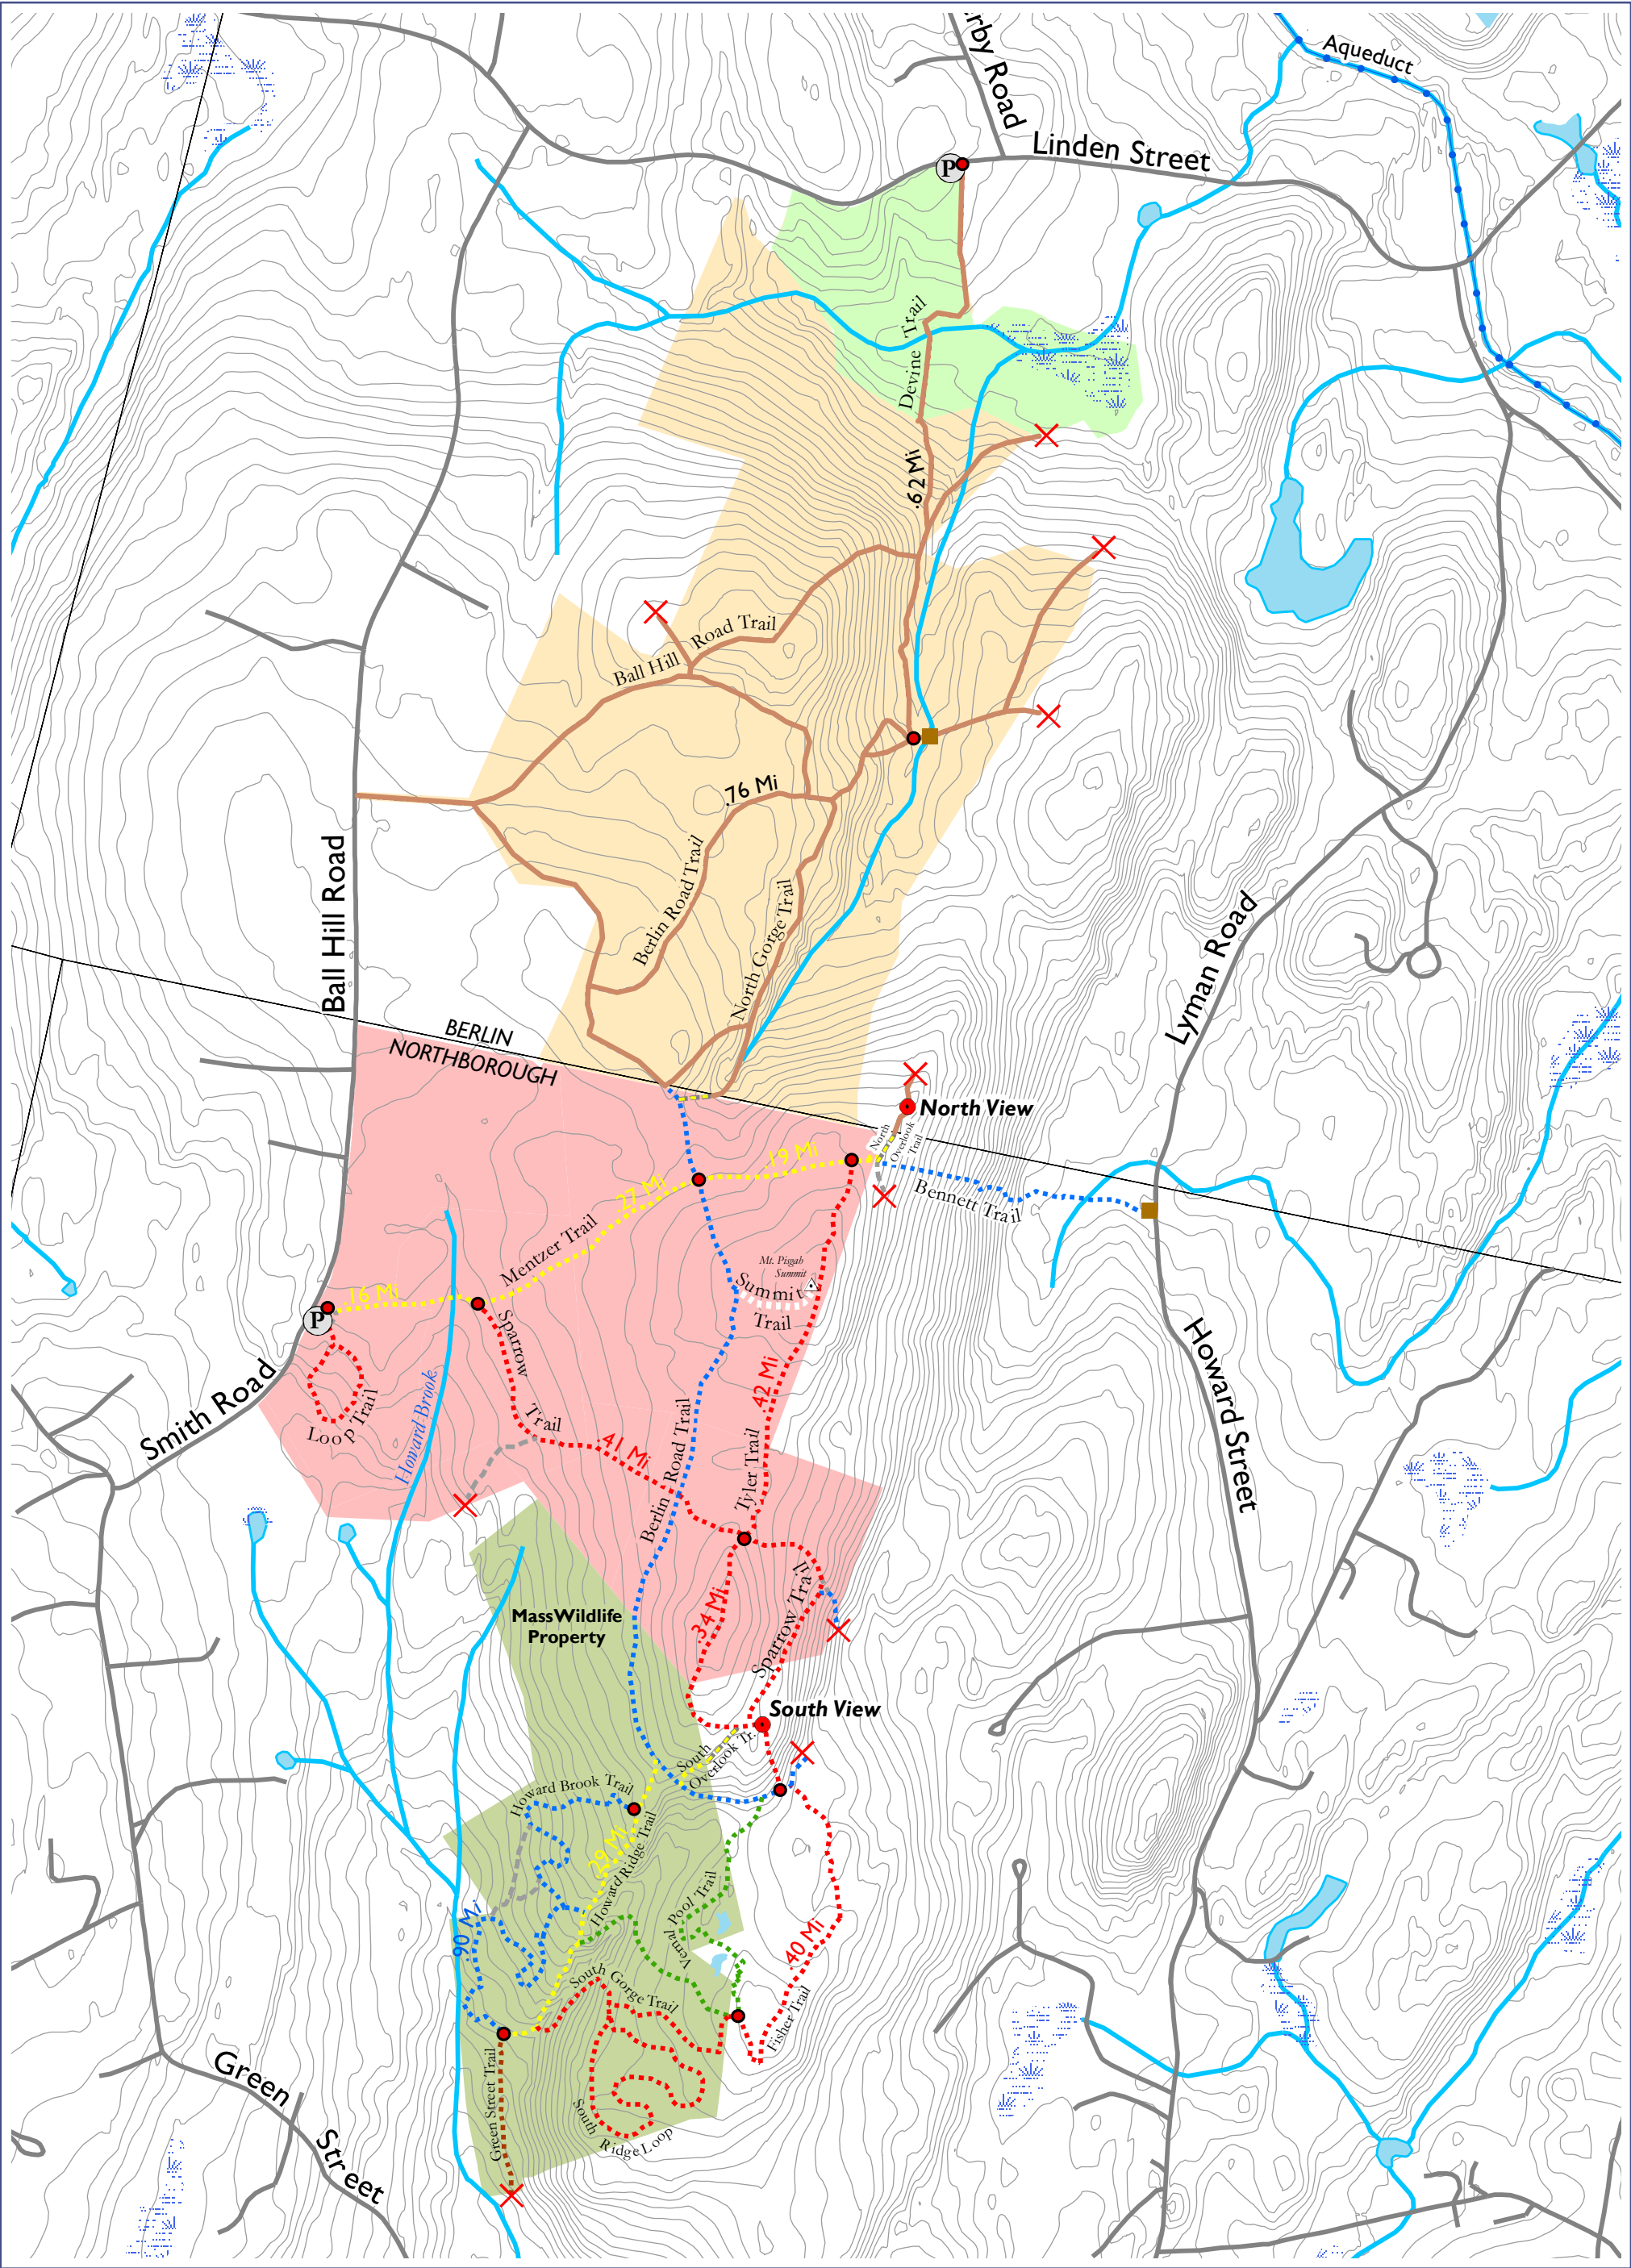 Aqueduct
rby Road
Linden Street
P
Devine Trail
.62 Mi
Ball Hill Road Trail
.76 Mi
Berlin Road Trail
North Gorge Trail
Ball Hill Road
Lyman Road
BERLIN
NORTHBOROUGH
North View
North
Overlook
Trail
.19 Mi
.27 Mi
Bennett Trail
Mentzer Trail
Mt. Pisgah
Summit
Summit
Trail
.16 Mi
P
Sparrow
Trail
Loop Trail
Smith Road
Howard Brook
.42 Mi
.41 Mi
Howard Street
Berlin Road Trail
Tyler Trail
MassWildlife
Property
.34 Mi
Sparrow Trail
South View
South
Overlook Tr.
Howard Brook Trail
.29 Mi
Howard Ridge Trail
Vernal Pool Trail
.90 Mi
.40 Mi
South Gorge Trail
Fisher Trail
Green Street Trail
South
Ridge Loop
Green
Street